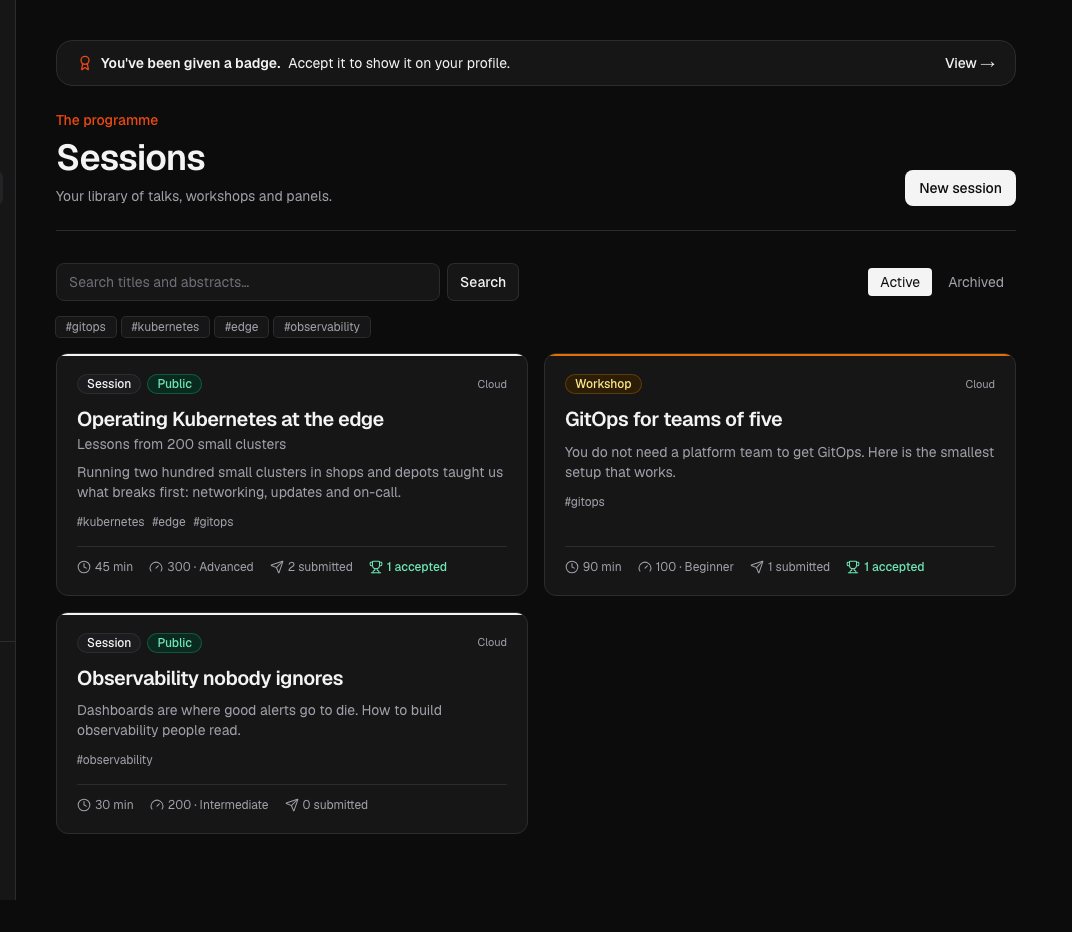 You've been given a badge. Accept it to show it on your profile.
View →
The programme
Sessions
Your library of talks, workshops and panels.
New session
Search titles and abstracts...
Search
Active
Archived
#gitops
#kubernetes
#edge
#observability
Session
Public
Cloud
Operating Kubernetes at the edge
Lessons from 200 small clusters
Running two hundred small clusters in shops and depots taught us
what breaks first: networking, updates and on-call.
#kubernetes #edge #gitops
45 min
300 · Advanced
2 submitted
1 accepted
Workshop
Cloud
GitOps for teams of five
You do not need a platform team to get GitOps. Here is the smallest
setup that works.
#gitops
90 min
100 · Beginner
1 submitted
1 accepted
Session
Public
Cloud
Observability nobody ignores
Dashboards are where good alerts go to die. How to build
observability people read.
#observability
30 min
200 · Intermediate
0 submitted